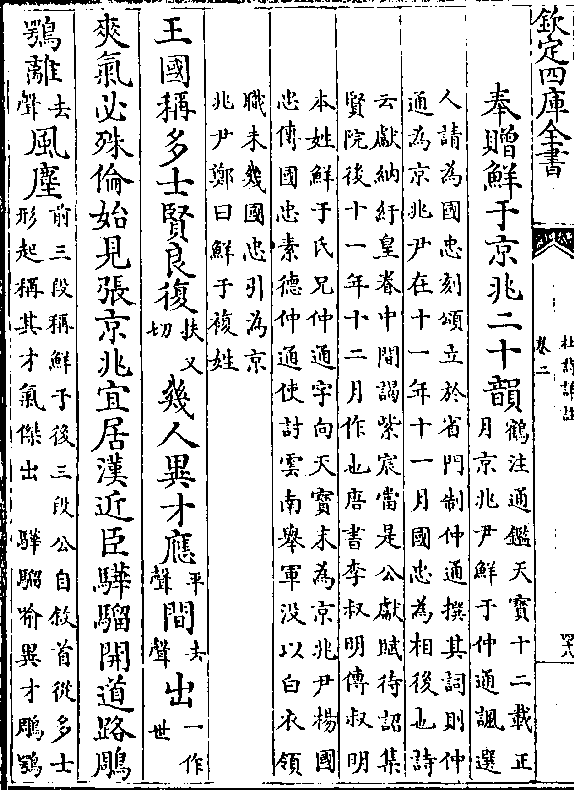 欽定四庫全書
杜詩詳註
卷二
奉贈鮮于京兆二十韻
鶴注通鑑天寶十二載正
月京兆尹鮮于仲通諷選
人請為國忠刻頌立於省門制仲通撰其詞則仲
通為京兆尹在十一年十一月國忠為相後也詩
云獻納紆皇眷中間謁紫宸當是公獻賦待詔集
賢院後十一年十二月作也唐書李叔明傳叔明
本姓鮮于氏兄仲通字向天寶末為京兆尹楊國
忠傳國忠素德仲通使討雲南舉軍没以白衣領
職未幾國忠引為京
兆尹鄭曰鮮于複姓
王國稱多士賢良復扶又切幾人異才應平聲間去聲出一作世
爽氣必殊倫始見張京兆宜居漢近臣驊騮開道路鵰
鶚離去聲風塵前三段稱鮮于後三段公自敘首從多士形起稱其才氣傑出 驊騮喻異才鵰鶚